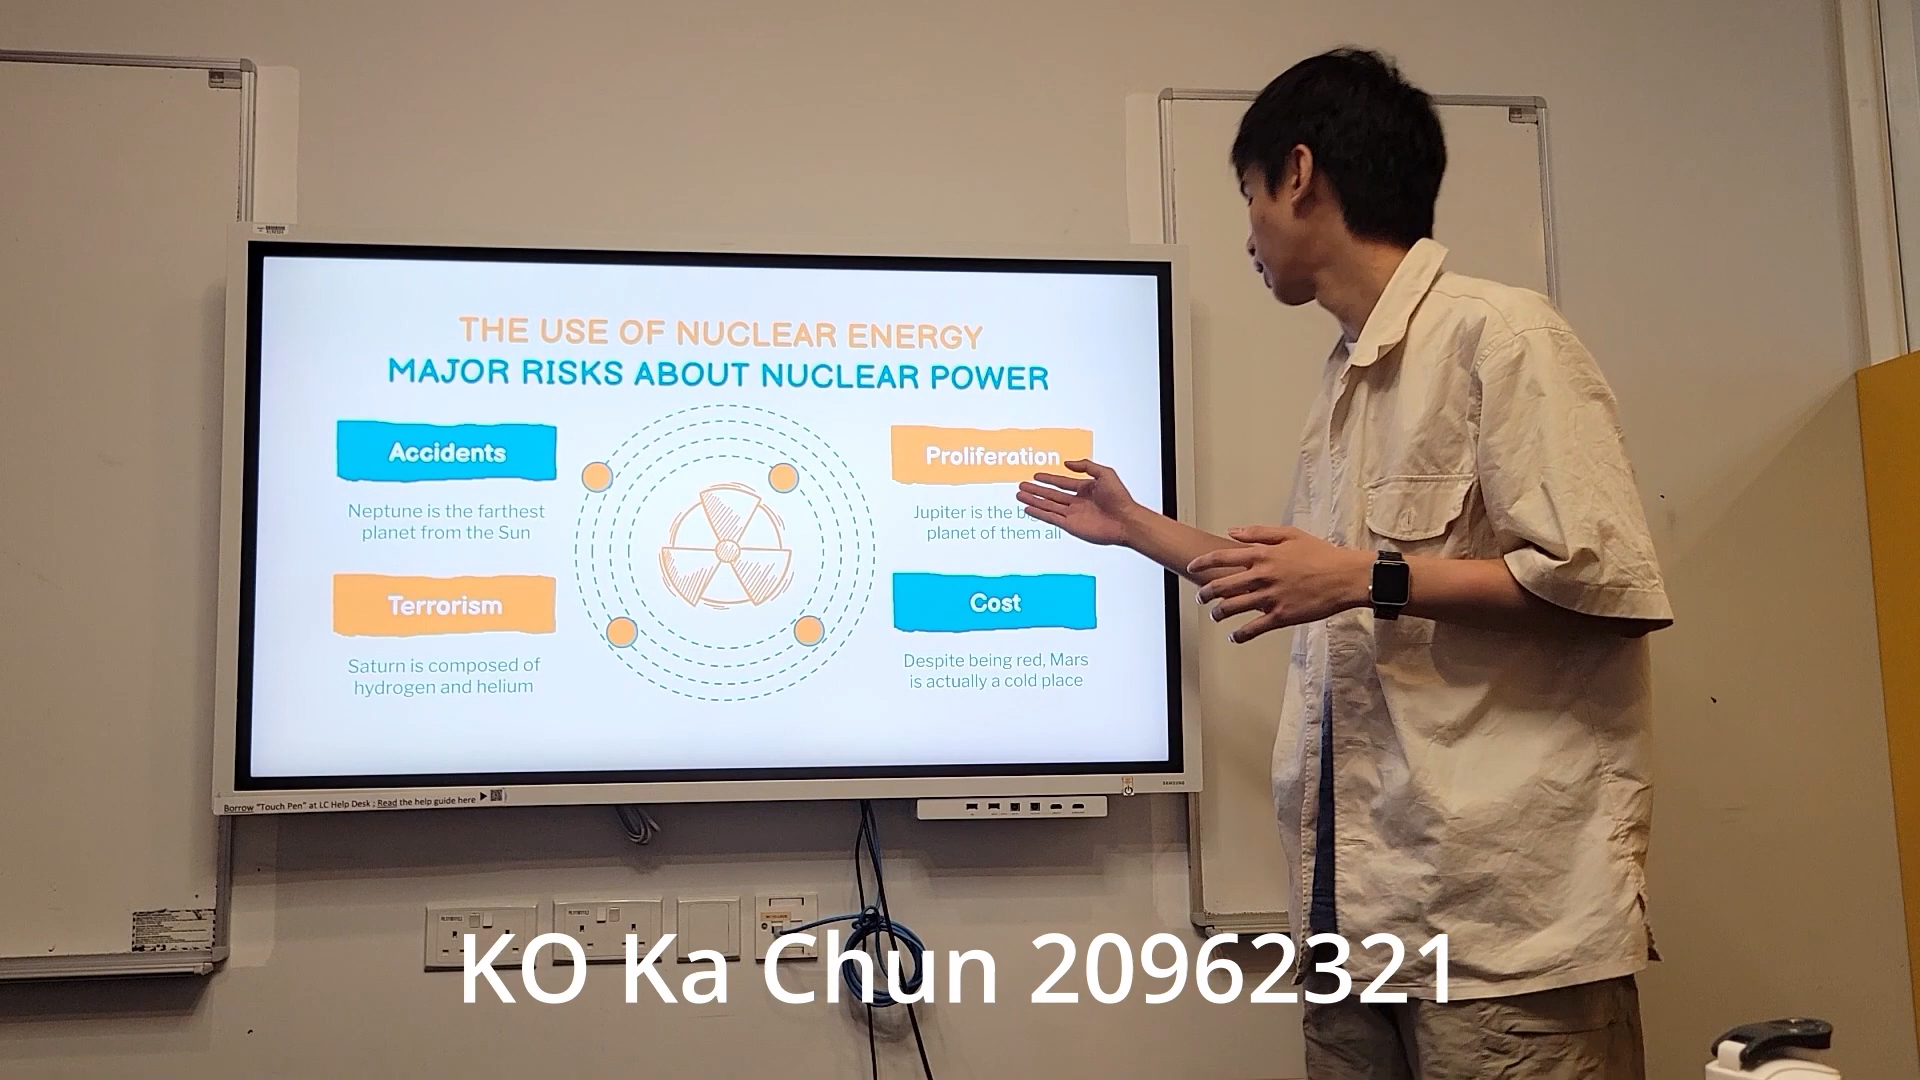 THE USE OF NUCLEAR ENERGY
MAJOR RISKS ABOUT NUCLEAR POWER
Accidents
Neptune is the farthest
planet from the Sun
Proliferation
Jupiter is the
planet of them all
Terrorism
Saturn is composed of
hydrogen and helium
Cost
Despite being red, Mars
is actually a cold place
SAMSUNG
Borrow "Touch Pen" at LC Help Desk ; Read the help guide here
KO Ka Chun 20962321